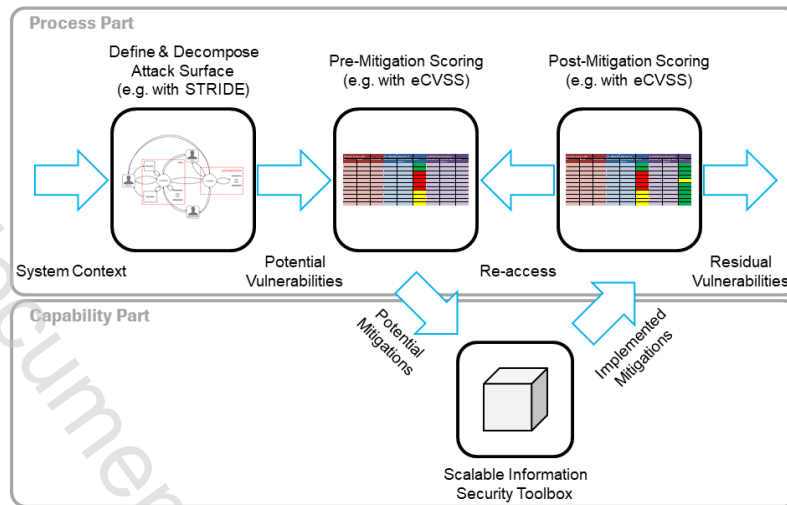 Process Part
Define & Decompose
Attack Surface
(e.g. with STRIDE)
Pre-Mitigation Scoring
(e.g. with eCVSS)
Post-Mitigation Scoring
(e.g. with eCVSS)
System Context
Potential
Vulnerabilities
Re-access
Residual
Vulnerabilities
Capability Part
Potential
Mitigations
Implemented
Mitigations
Scalable Information
Security Toolbox